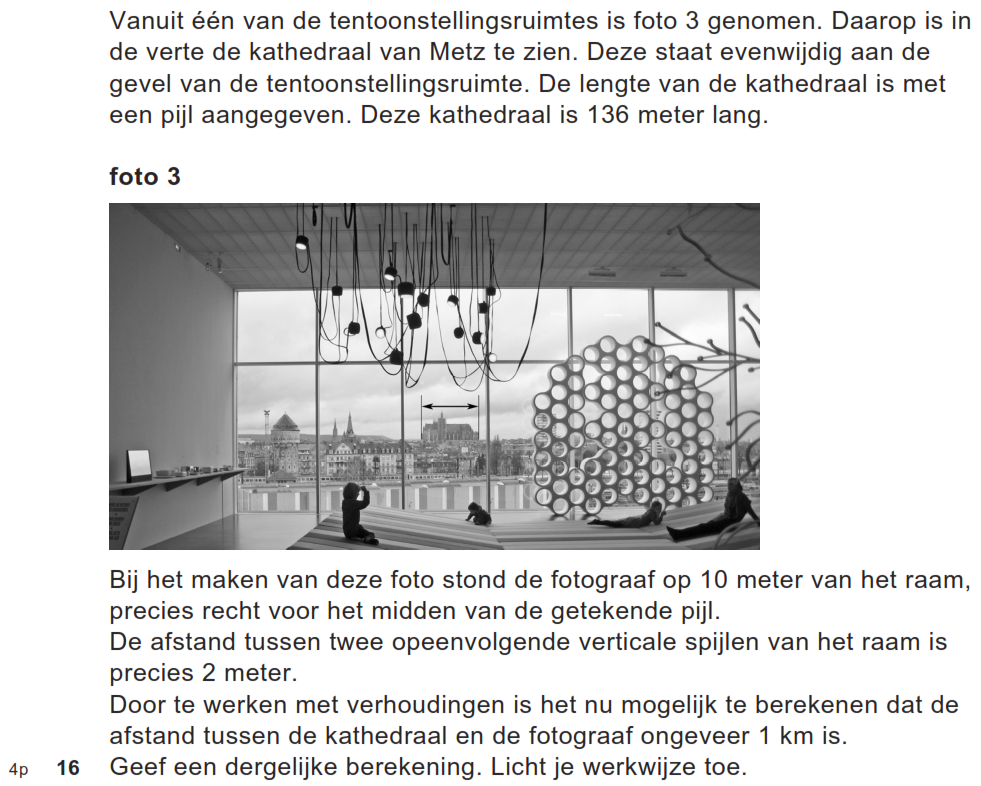 Vanuit één van de tentoonstellingsruimtes is foto 3 genomen. Daarop is in
de verte de kathedraal van Metz te zien. Deze staat evenwijdig aan de
gevel van de tentoonstellingsruimte. De lengte van de kathedraal is met
een pijl aangegeven. Deze kathedraal is 136 meter lang.
foto 3
Bij het maken van deze foto stond de fotograaf op 10 meter van het raam,
precies recht voor het midden van de getekende pijl.
De afstand tussen twee opeenvolgende verticale spijlen van het raam is
precies 2 meter.
Door te werken met verhoudingen is het nu mogelijk te berekenen dat de
afstand tussen de kathedraal en de fotograaf ongeveer 1 km is.
4p 16 Geef een dergelijke berekening. Licht je werkwijze toe.